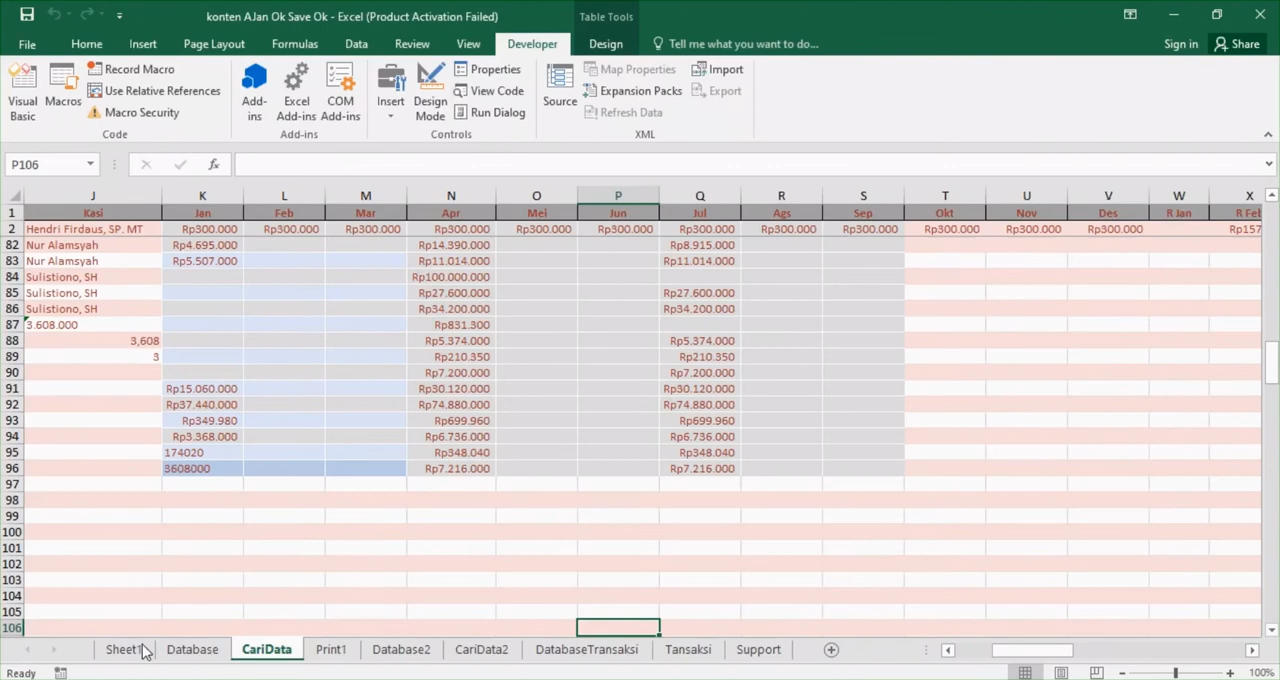 konten AJan Ok Save Ok - Excel (Product Activation Failed)
Table Tools
File Home Insert Page Layout Formulas Data Review View Developer Design Tell me what you want to do... Sign in Share
Visual Basic
Macros
Record Macro
Use Relative References
Macro Security
Code
Add-ins
Excel Add-ins
COM Add-ins
Add-ins
Insert
Design Mode
Properties
View Code
Run Dialog
Controls
Source
Map Properties
Expansion Packs
Refresh Data
Import
Export
XML
P106
fx
J K L M N O P Q R S T U V W X
1 Kasi Jan Feb Mar Apr Mei Jun Jul Ags Sep Okt Nov Des R Jan R Feb
2 Hendri Firdaus, SP. MT Rp300.000 Rp300.000 Rp300.000 Rp300.000 Rp300.000 Rp300.000 Rp300.000 Rp300.000 Rp300.000 Rp300.000 Rp300.000 Rp300.000 Rp157
82 Nur Alamsyah Rp4.695.000 Rp14.390.000 Rp8.915.000
83 Nur Alamsyah Rp5.507.000 Rp11.014.000 Rp11.014.000
84 Sulistiono, SH Rp100.000.000
85 Sulistiono, SH Rp27.600.000 Rp27.600.000
86 Sulistiono, SH Rp34.200.000 Rp34.200.000
87 3.608.000 Rp831.300
88 3,608 Rp5.374.000 Rp5.374.000
89 3 Rp210.350 Rp210.350
90 Rp7.200.000 Rp7.200.000
91 Rp15.060.000 Rp30.120.000 Rp30.120.000
92 Rp37.440.000 Rp74.880.000 Rp74.880.000
93 Rp349.980 Rp699.960 Rp699.960
94 Rp3.368.000 Rp6.736.000 Rp6.736.000
95 174020 Rp348.040 Rp348.040
96 3608000 Rp7.216.000 Rp7.216.000
97
98
99
100
101
102
103
104
105
106
Sheet1 Database CariData Print1 Database2 CariData2 DatabaseTransaksi Tansaksi Support
Ready 100%